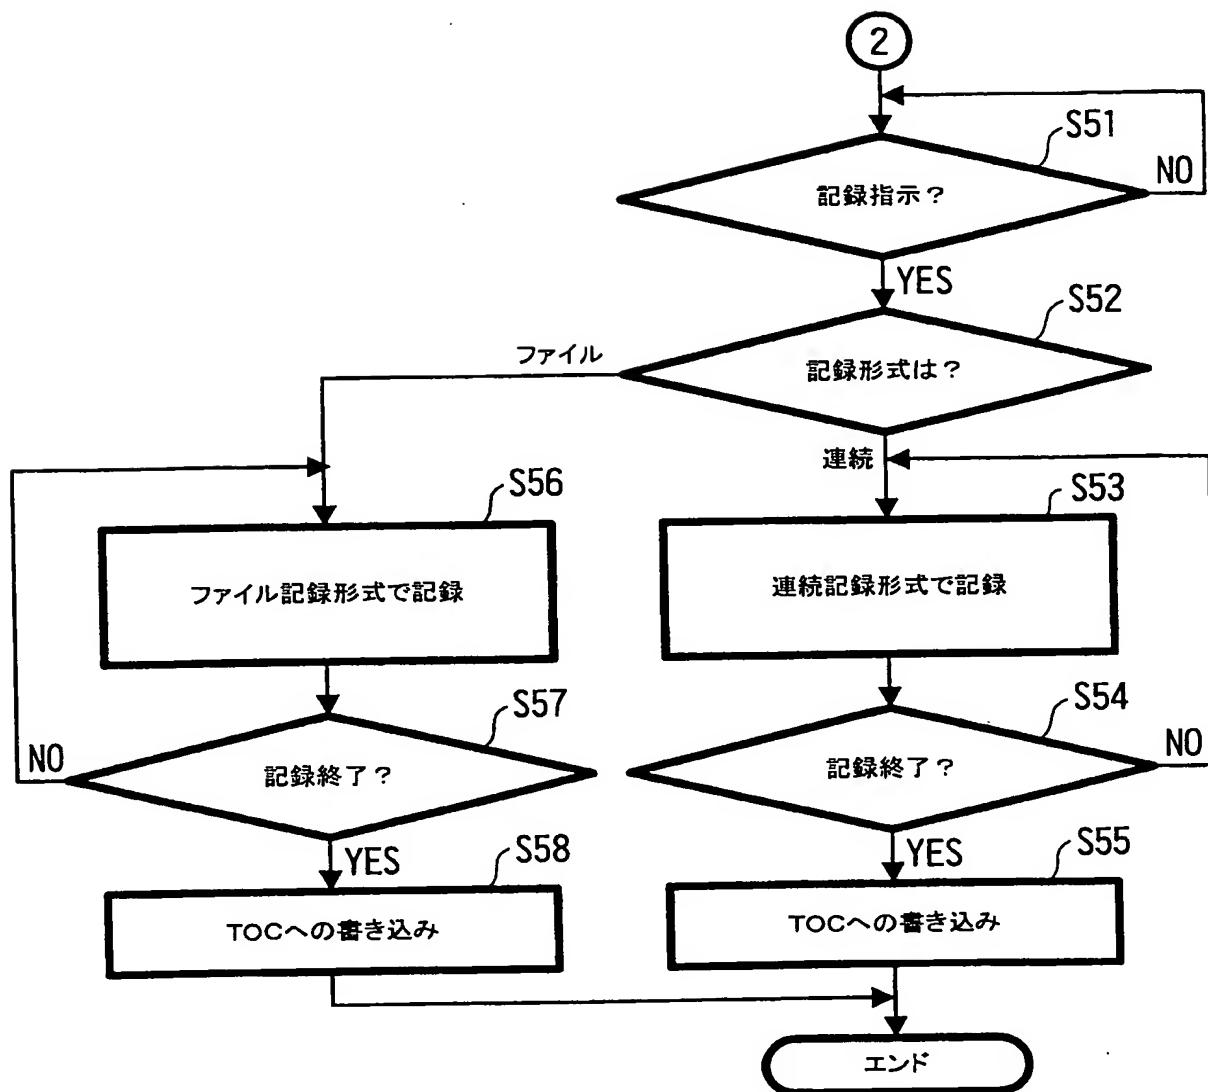 2
S51
記録指示?
NO
YES
S52
記録形式は?
ファイル
連続
S56
ファイル記録形式で記録
S53
連続記録形式で記録
S57
記録終了?
NO
YES
S54
記録終了?
NO
YES
S58
TOCへの書き込み
S55
TOCへの書き込み
エンド